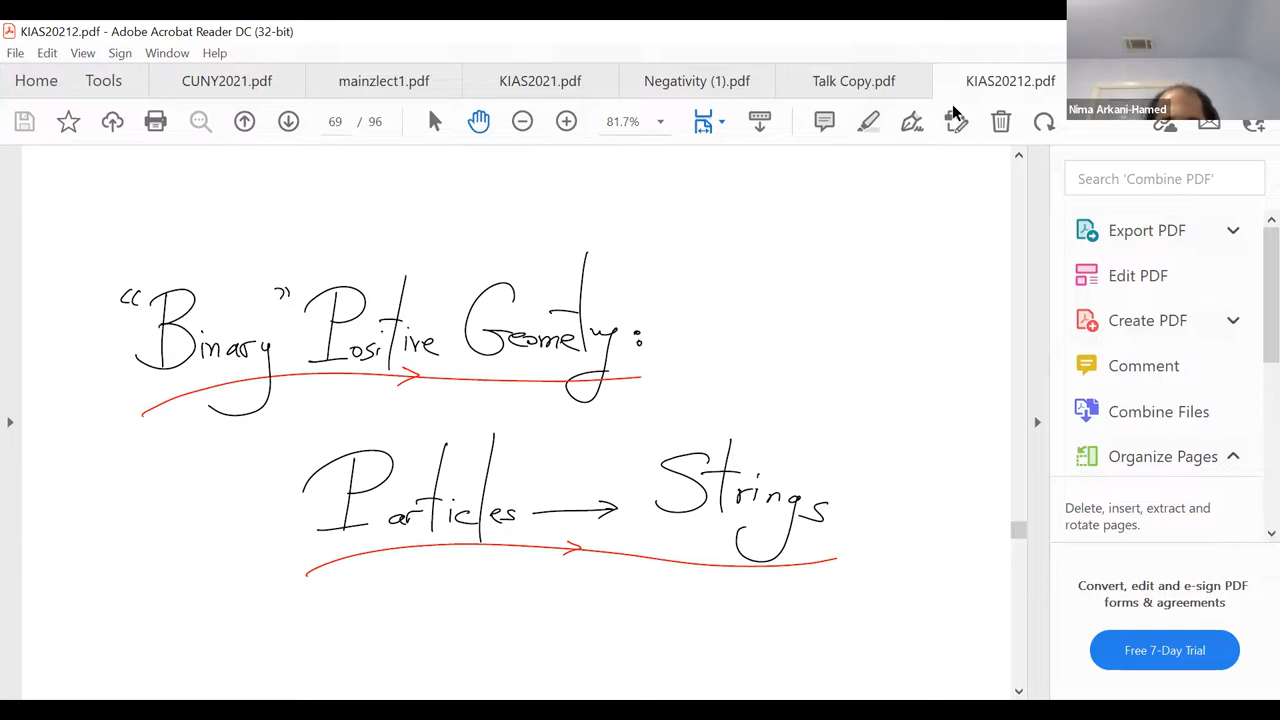 KIAS20212.pdf - Adobe Acrobat Reader DC (32-bit)
File Edit View Sign Window Help
Home Tools CUNY2021.pdf mainzlect1.pdf KIAS2021.pdf Negativity (1).pdf Talk Copy.pdf KIAS20212.pdf
Nima Arkani-Hamed
69 / 96 81.7%
Search 'Combine PDF'
Export PDF
Edit PDF
Create PDF
Comment
Combine Files
Organize Pages
Delete, insert, extract and
rotate pages.
Convert, edit and e-sign PDF
forms & agreements
Free 7-Day Trial
“Binary” Positive Geometry:
Particles → Strings